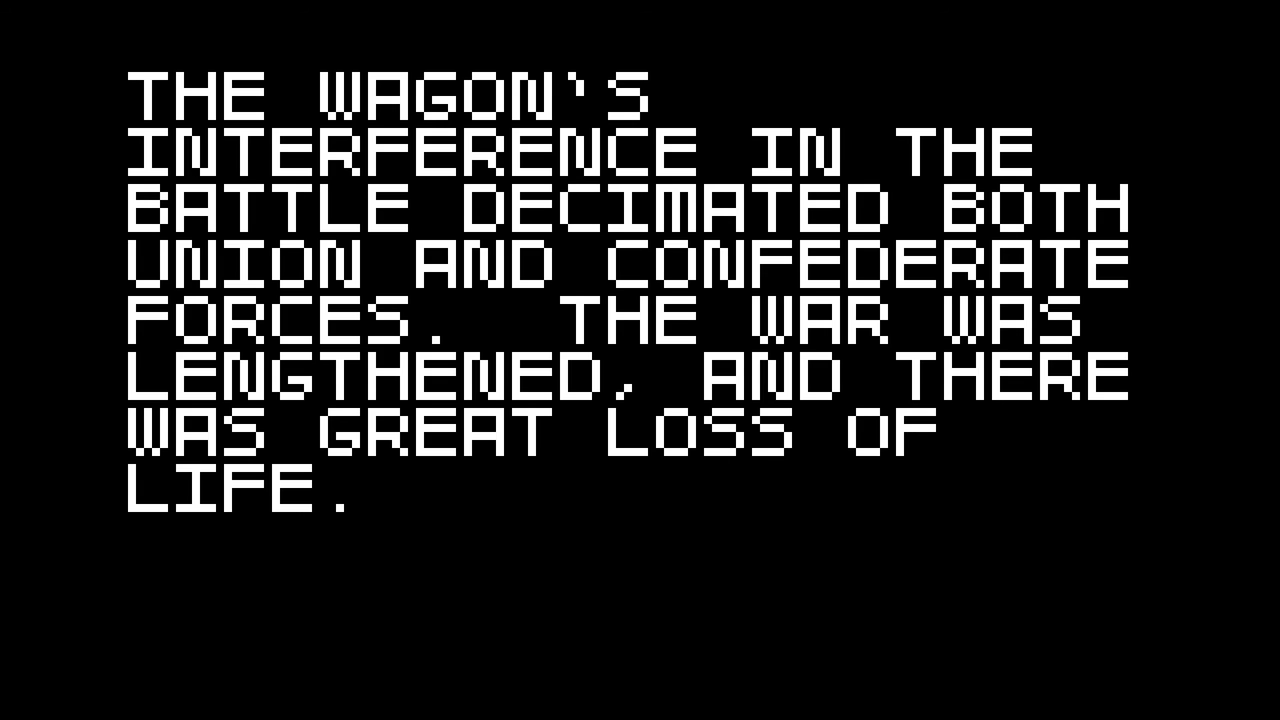 THE WAGON'S
INTERFERENCE IN THE
BATTLE DECIMATED BOTH
UNION AND CONFEDERATE
FORCES.  THE WAR WAS
LENGTHENED, AND THERE
WAS GREAT LOSS OF
LIFE.